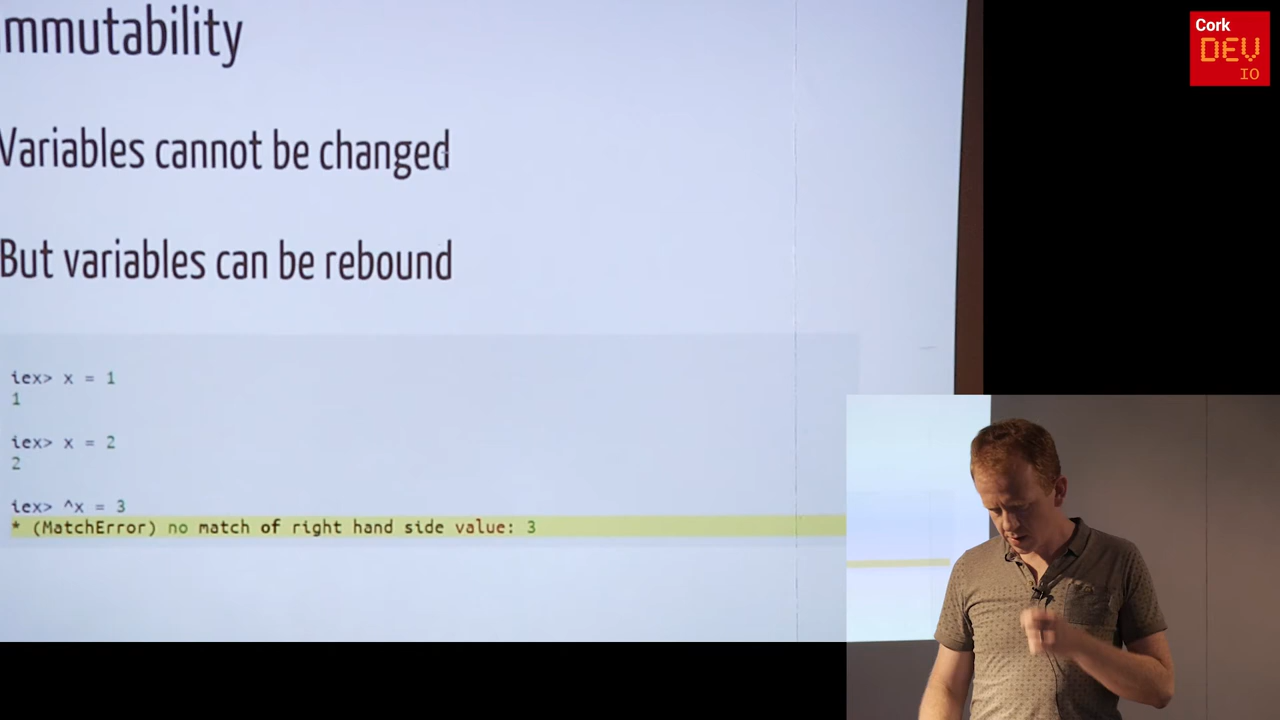 mmutability
Variables cannot be changed
But variables can be rebound
iex> x = 1
1
iex> x = 2
2
iex> ^x = 3
* (MatchError) no match of right hand side value: 3
Cork
DEV
IO